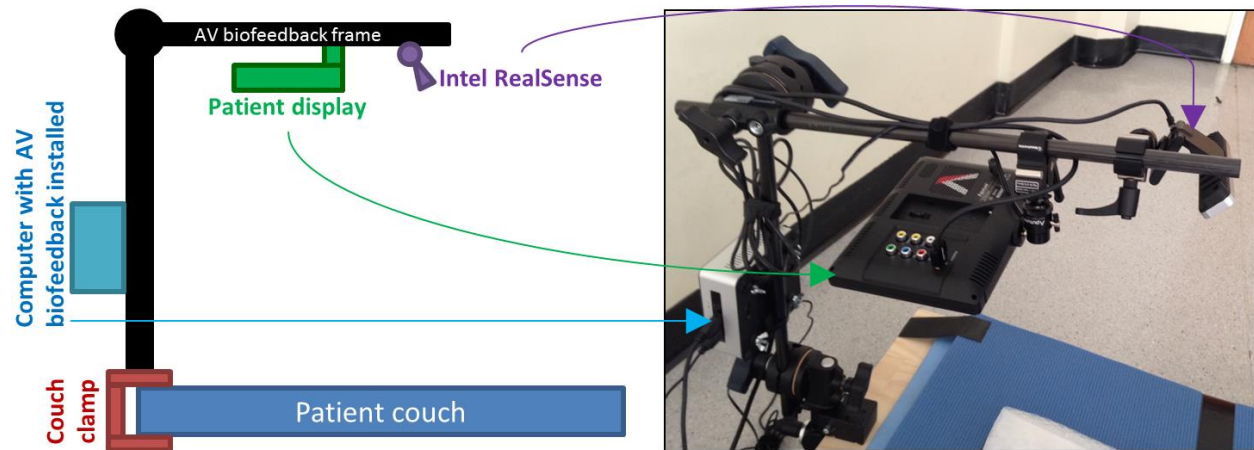 AV biofeedback frame
Intel RealSense
Patient display
Computer with AV
biofeedback installed
Couch
clamp
Patient couch